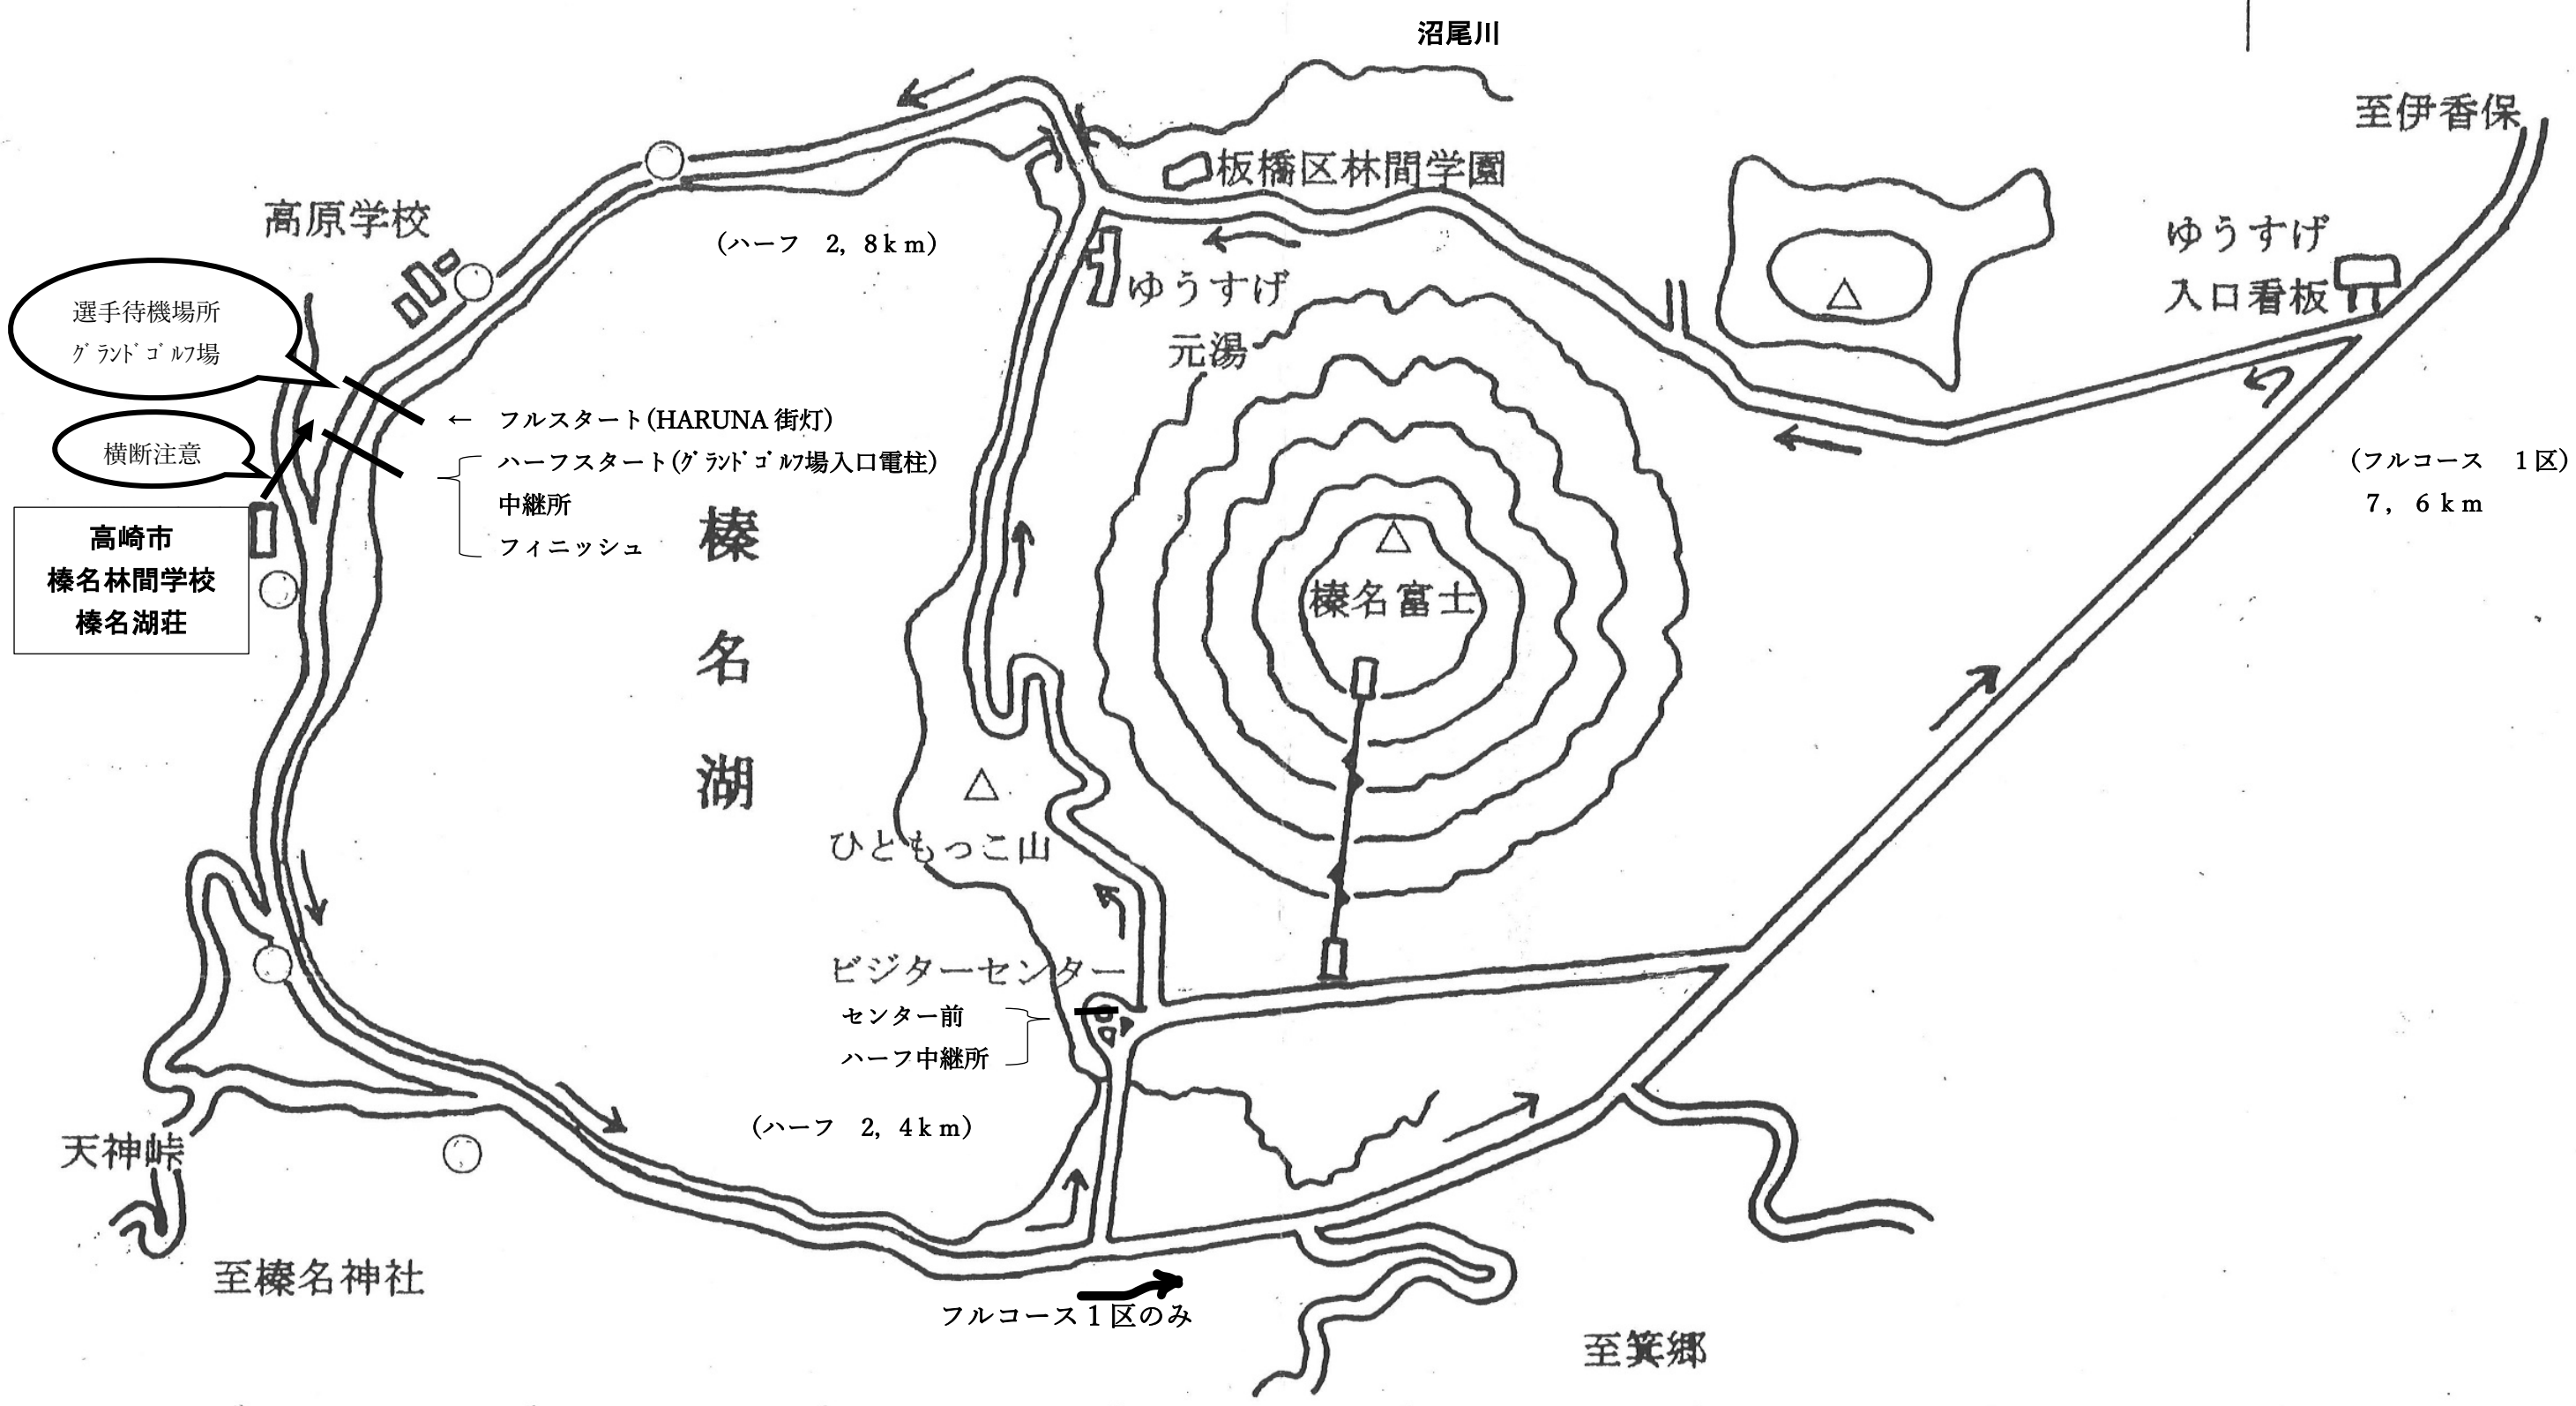 沼尾川
至伊香保
板橋区林間学園
高原学校
(ハーフ 2,8km)
ゆうすげ
入口看板
ゆうすげ
元湯
選手待機場所
グランドゴルフ場
← フルスタート(HARUNA街灯)
横断注意
ハーフスタート(グランドゴルフ場入口電柱)
中継所
フィニッシュ
(フルコース 1区)
7,6km
高崎市
榛名林間学校
榛名湖荘
榛名湖
榛名富士
ひともっこ山
ビジターセンター
センター前
ハーフ中継所
(ハーフ 2,4km)
天神峠
至榛名神社
フルコース1区のみ
至箕郷